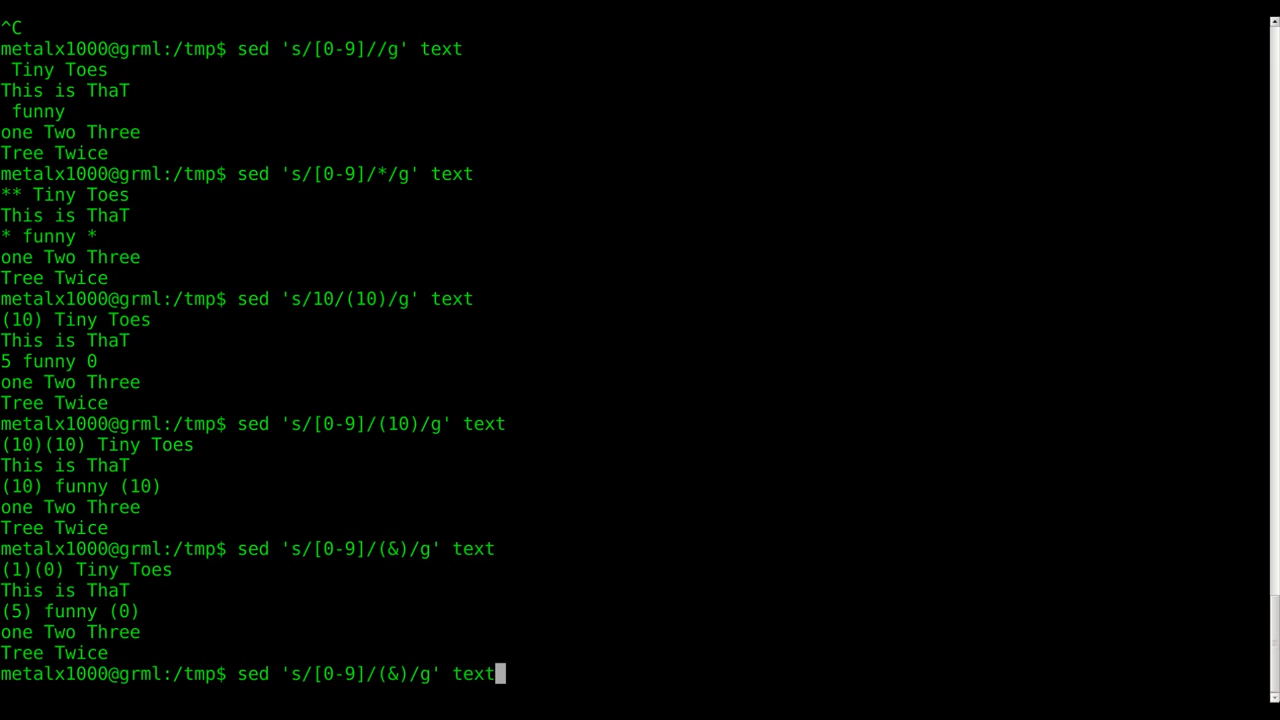 ^C
metalx1000@grml:/tmp$ sed 's/[0-9]//g' text
 Tiny Toes
This is ThaT
 funny
one Two Three
Tree Twice
metalx1000@grml:/tmp$ sed 's/[0-9]/*/g' text
** Tiny Toes
This is ThaT
* funny *
one Two Three
Tree Twice
metalx1000@grml:/tmp$ sed 's/10/(10)/g' text
(10) Tiny Toes
This is ThaT
5 funny 0
one Two Three
Tree Twice
metalx1000@grml:/tmp$ sed 's/[0-9]/(10)/g' text
(10)(10) Tiny Toes
This is ThaT
(10) funny (10)
one Two Three
Tree Twice
metalx1000@grml:/tmp$ sed 's/[0-9]/(&)/g' text
(1)(0) Tiny Toes
This is ThaT
(5) funny (0)
one Two Three
Tree Twice
metalx1000@grml:/tmp$ sed 's/[0-9]/(&)/g' text